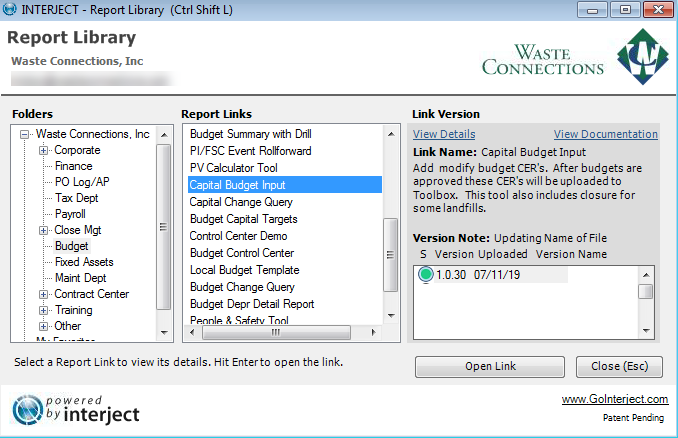 INTERJECT - Report Library (Ctrl Shift L)
Report Library
Waste Connections, Inc
WASTE
CONNECTIONS
Folders
Waste Connections, Inc
Corporate
Finance
PO Log/AP
Tax Dept
Payroll
Close Mgt
Budget
Fixed Assets
Maint Dept
Contract Center
Training
Other
My Favorites
Report Links
Budget Summary with Drill
PI/FSC Event Rollforward
PV Calculator Tool
Capital Budget Input
Capital Change Query
Budget Capital Targets
Control Center Demo
Budget Control Center
Local Budget Template
Budget Change Query
Budget Depr Detail Report
People & Safety Tool
Link Version
View Details View Documentation
Link Name: Capital Budget Input
Add modify budget CER's. After budgets are
approved these CER's will be uploaded to
Toolbox. This tool also includes closure for
some landfills.
Version Note: Updating Name of File
S Version Uploaded Version Name
1.0.30 07/11/19
Select a Report Link to view its details. Hit Enter to open the link.
Open Link
Close (Esc)
powered
by interject
www.GoInterject.com
Patent Pending